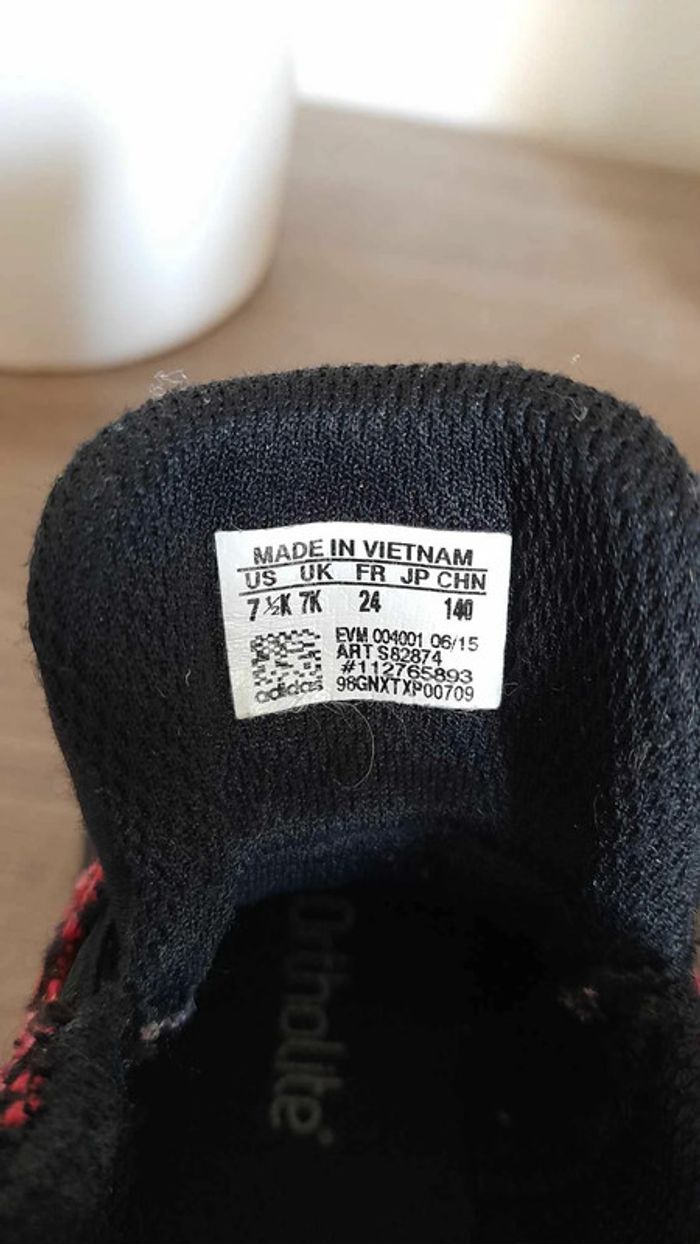 MADE IN VIETNAM
US UK FR JP CHN
7 ½K 7K 24 140
EVM 004001 06/15
ART S82874
#112765893
98GNXTXP00709
adidas
OrthoLite